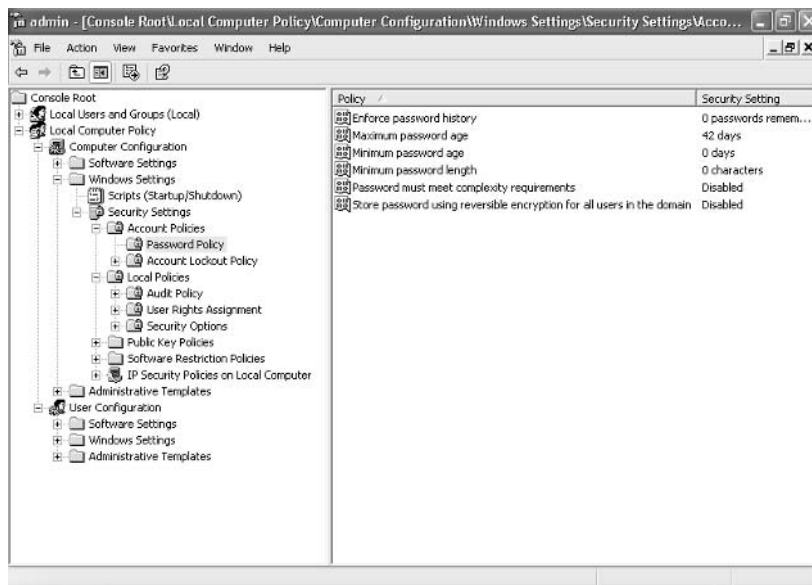 admin - [Console Root\Local Computer Policy\Computer Configuration\Windows Settings\Security Settings\Acco...
File Action View Favorites Window Help
Console Root
Local Users and Groups (Local)
Local Computer Policy
Computer Configuration
Software Settings
Windows Settings
Scripts (Startup/Shutdown)
Security Settings
Account Policies
Password Policy
Account Lockout Policy
Local Policies
Audit Policy
User Rights Assignment
Security Options
Public Key Policies
Software Restriction Policies
IP Security Policies on Local Computer
Administrative Templates
User Configuration
Software Settings
Windows Settings
Administrative Templates
Policy Security Setting
Enforce password history 0 passwords remem...
Maximum password age 42 days
Minimum password age 0 days
Minimum password length 0 characters
Password must meet complexity requirements Disabled
Store password using reversible encryption for all users in the domain Disabled